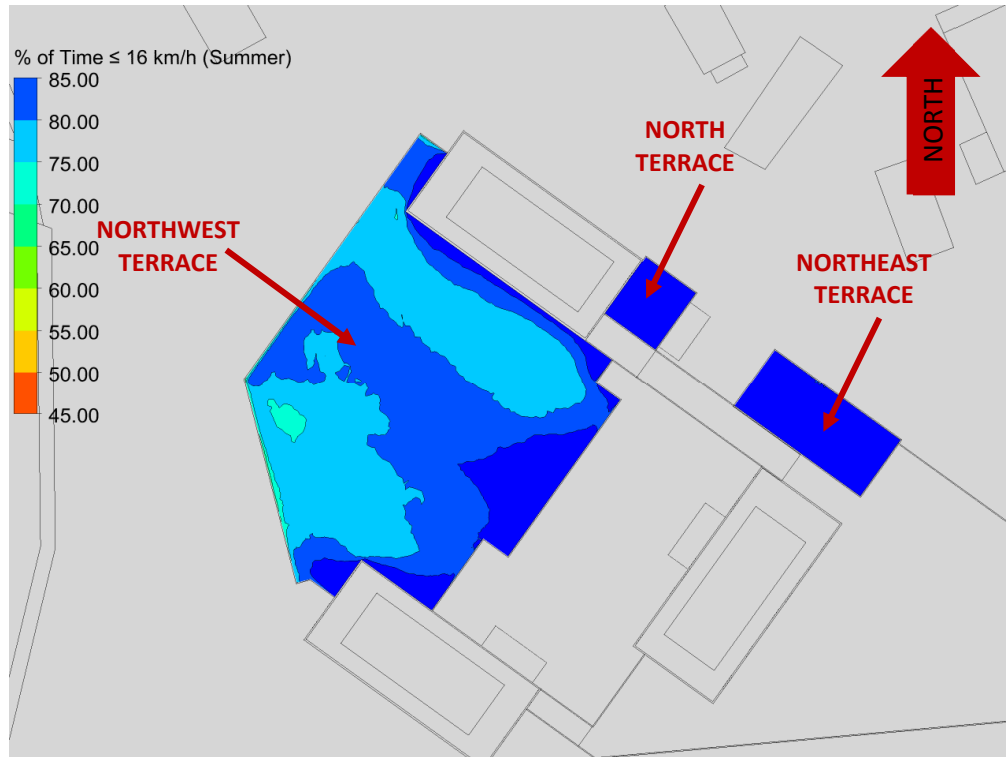 % of Time ≤ 16 km/h (Summer)
85.00
80.00
75.00
70.00
65.00
60.00
55.00
50.00
45.00
NORTHWEST
TERRACE
NORTH
TERRACE
NORTHEAST
TERRACE
NORTH